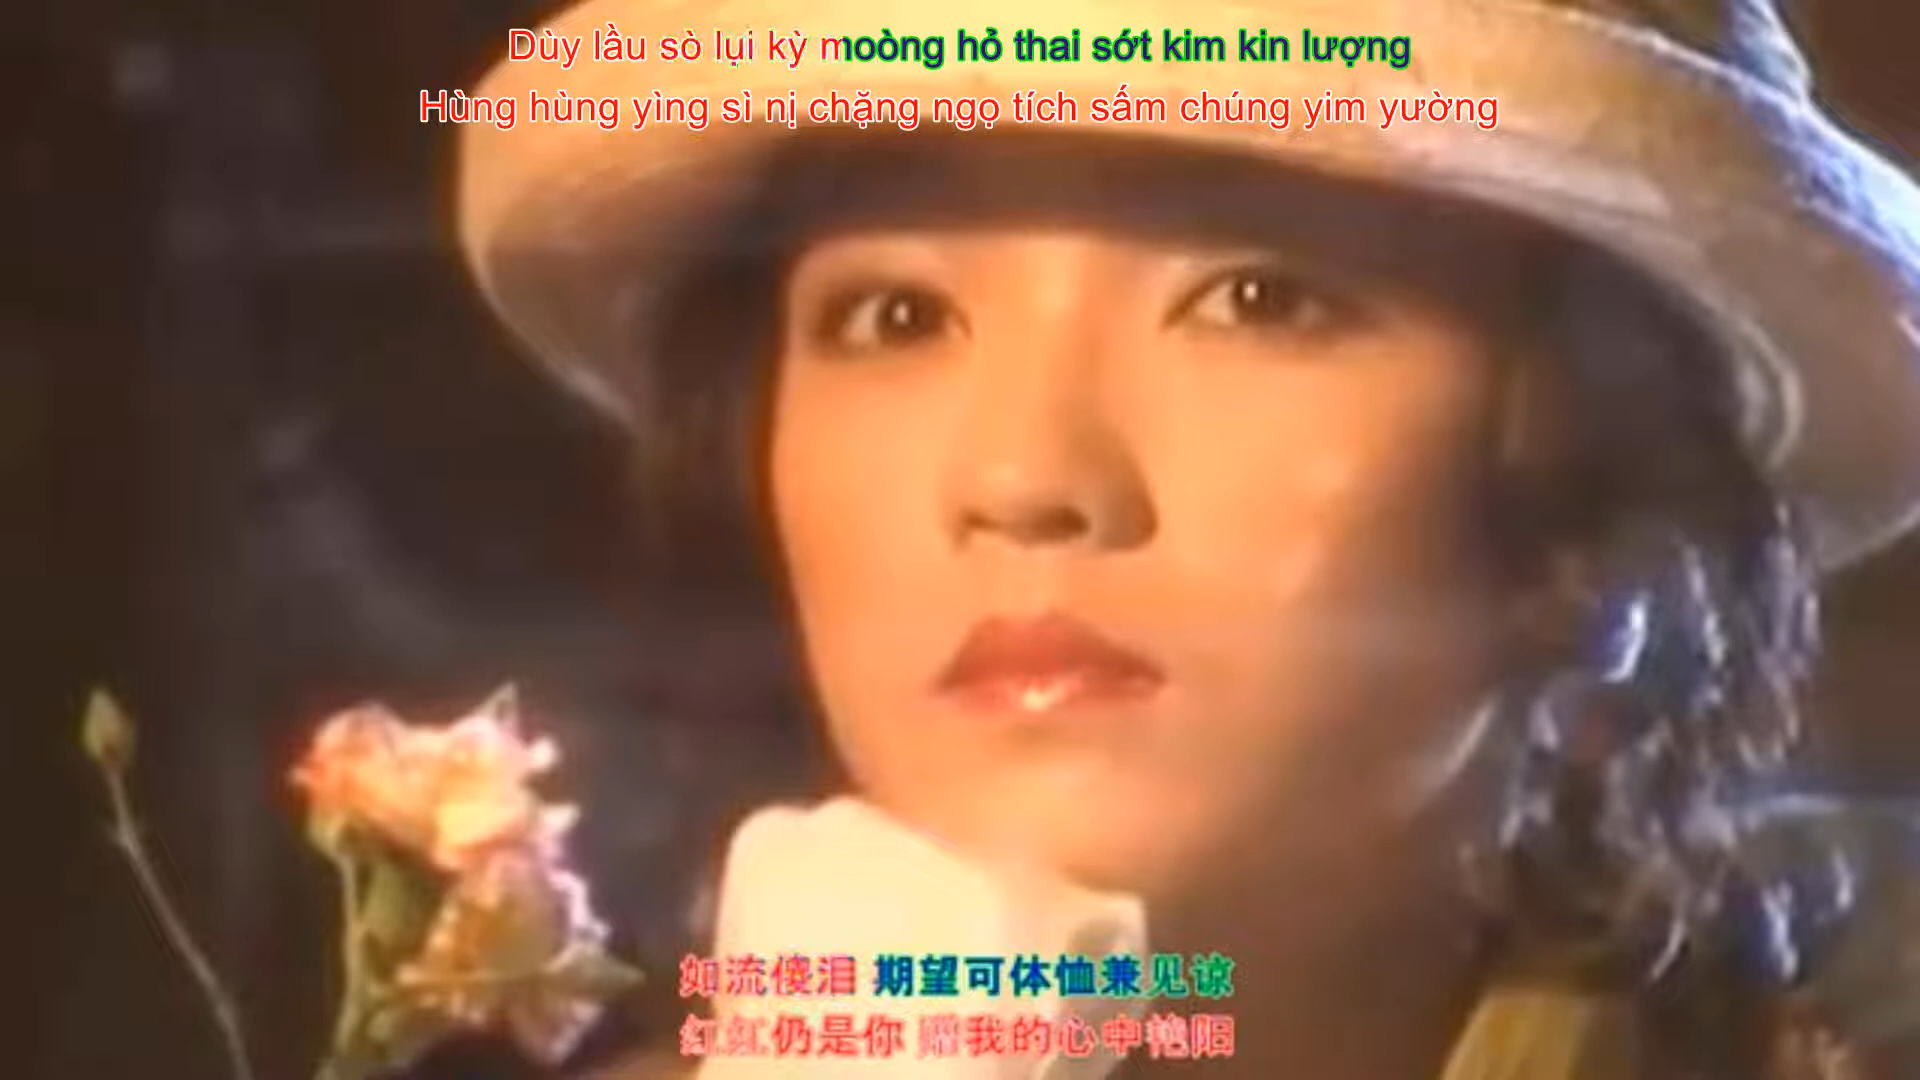 Dùy lầu sò lụi kỳ moòng hỏ thai sớt kim kin lượng
Hùng hùng yìng sì nị chặng ngọ tích sấm chúng yim yường
如流傻泪 期望可体恤兼见谅
红红仍是你 赠我的心中艳阳